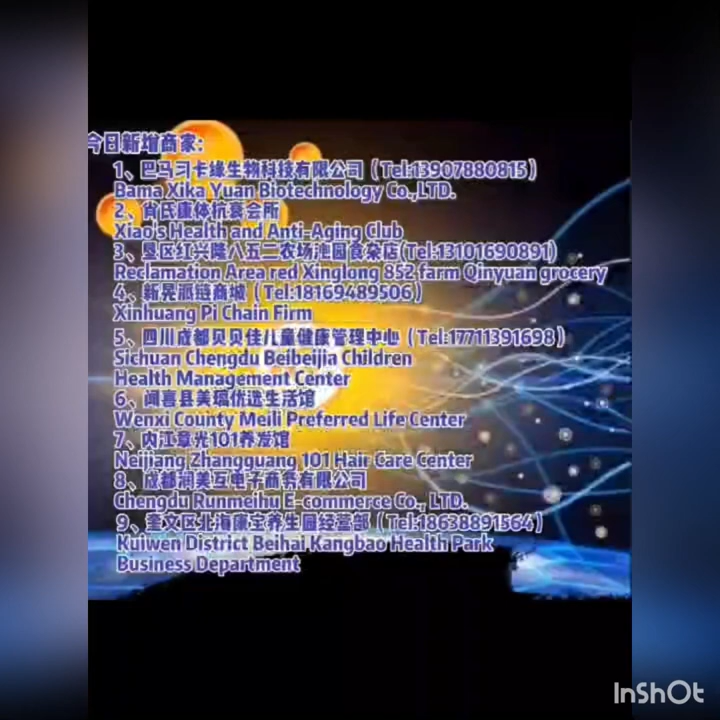 今日新增商家:
1、巴马刁卡缘生物科技有限公司（Tel:13907880815）
Bama Xika Yuan Biotechnology Co.,LTD.
2、肖氏康体抗衰会所
Xiao's Health and Anti-Aging Club
3、垦区红兴隆八五二农场沁园食杂店(Tel:13101690891)
Reclamation Area red Xinglong 852 farm Qinyuan grocery
4、新晃派链商城（Tel:18169489506）
Xinhuang Pi Chain Firm
5、四川成都贝贝佳儿童健康管理中心（Tel:17711391698）
Sichuan Chengdu Beibeijia Children
Health Management Center
6、闻喜县美璃优选生活馆
Wenxi County Meili Preferred Life Center
7、内江章光101养发馆
Neijiang Zhangguang 101 Hair Care Center
8、成都润美互电子商务有限公司
Chengdu Runmeihu E-commerce Co., LTD.
9、奎文区北海康宝养生园经营部（Tel:18638891564）
Kuiwen District Beihai Kangbao Health Park
Business Department
InShOt